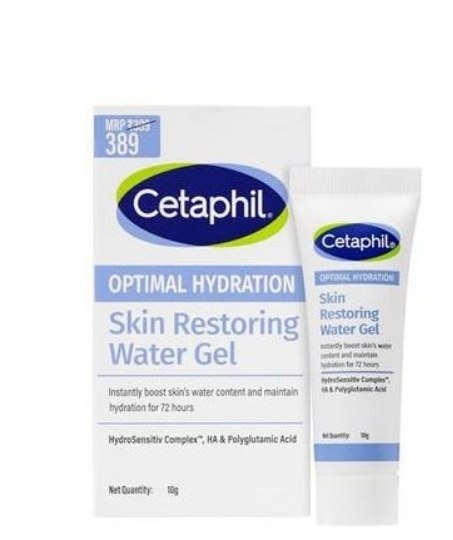 MRP
389
Cetaphil®
OPTIMAL HYDRATION
Skin Restoring
Water Gel
Instantly boost skin's water content and maintain
hydration for 72 hours
HydroSensitiv Complex™, HA & Polyglutamic Acid
Net Quantity: 10g
Cetaphil®
OPTIMAL HYDRATION
Skin
Restoring
Water Gel
Instantly boost skin's water
content and maintain
hydration for 72 hours
HydroSensitiv Complex™,
HA & Polyglutamic Acid
Net Quantity: 10g